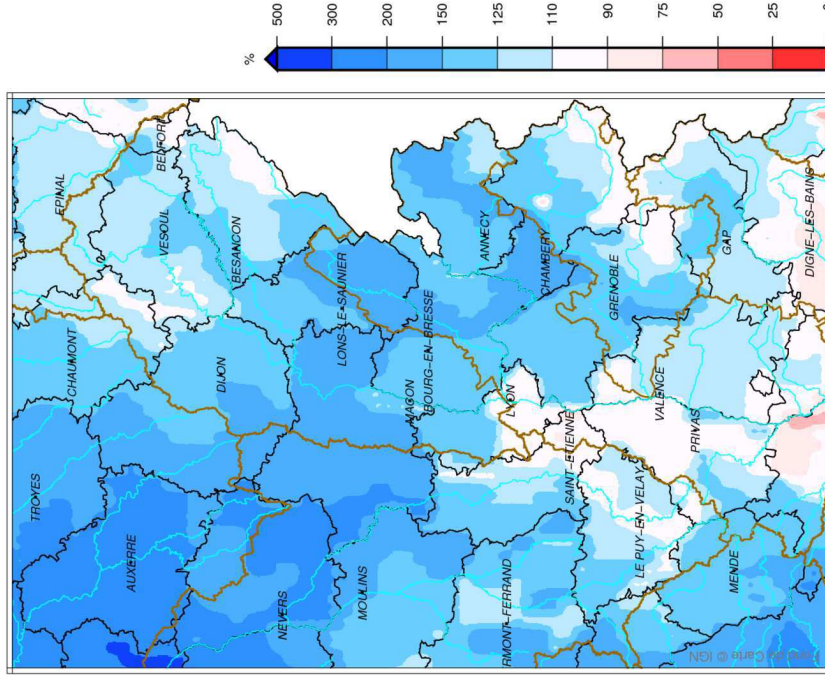 %
500
300
200
150
125
110
90
75
50
25
0
EPINAL
BEDFORT
CHAUMONT
VESOUL
TROYES
DIJON
BESANCON
AUXERRE
LONS-LE-SAUNIER
NEVERS
MACON
BOURG-EN-BRESSE
ANNECY
MOULINS
LYON
CHAMBERY
RMONT-FERRAND
SAINT-ETIENNE
GRENOBLE
LE PUY-EN-VELAY
VALENCE
PRIVAS
GAP
MENDE
DIGNE-LES-BAINS
Fond de Carte © IGN